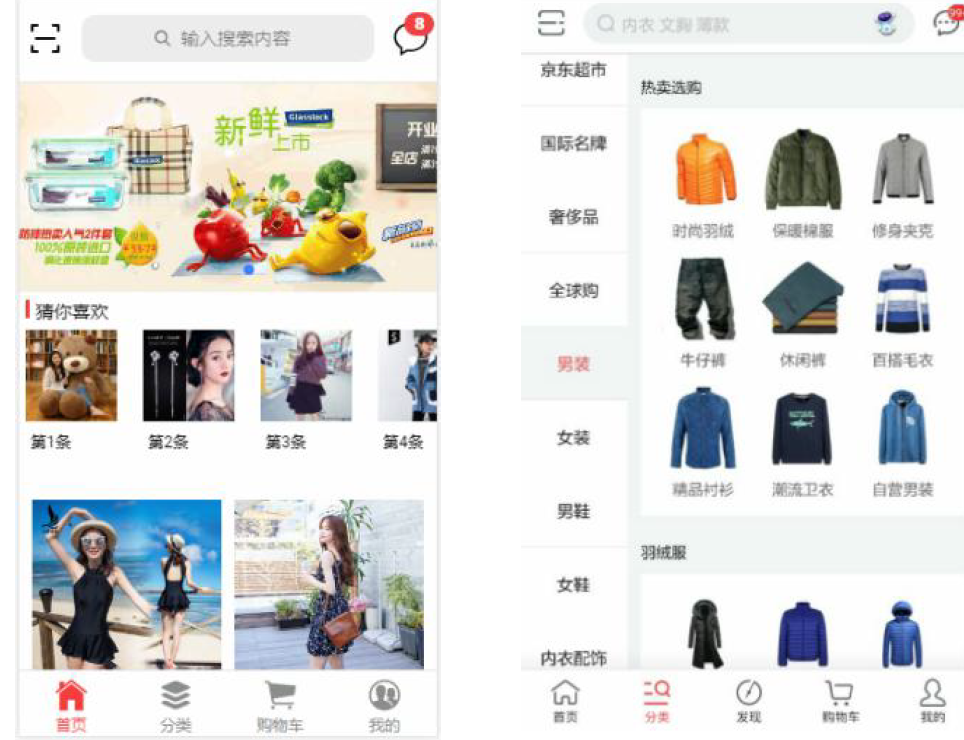 输入搜索内容
8
新鲜
Glasslock
上市
开业
全店
防摔热卖人气2件套
100%原装进口
猜你喜欢
第1条
第2条
第3条
第4条
首页
分类
购物车
我的
内衣 文胸 薄款
99+
京东超市
国际名牌
奢侈品
全球购
男装
女装
男鞋
女鞋
内衣配饰
热卖选购
时尚羽绒
保暖棉服
修身夹克
牛仔裤
休闲裤
百搭毛衣
精品衬衫
潮流卫衣
自营男装
羽绒服
首页
分类
发现
购物车
我的